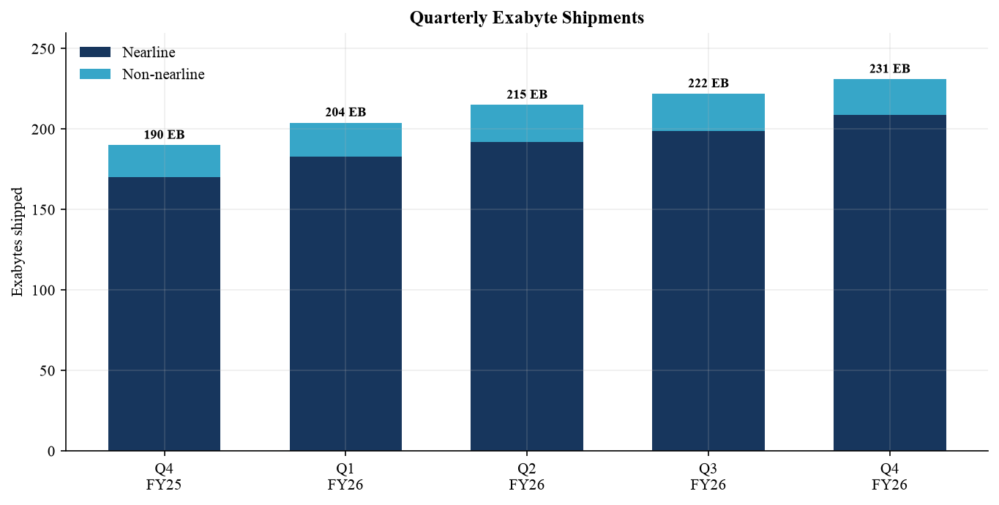 Quarterly Exabyte Shipments
Nearline
Non-nearline
Exabytes shipped
250
200
150
100
50
0
190 EB
204 EB
215 EB
222 EB
231 EB
Q4
FY25
Q1
FY26
Q2
FY26
Q3
FY26
Q4
FY26